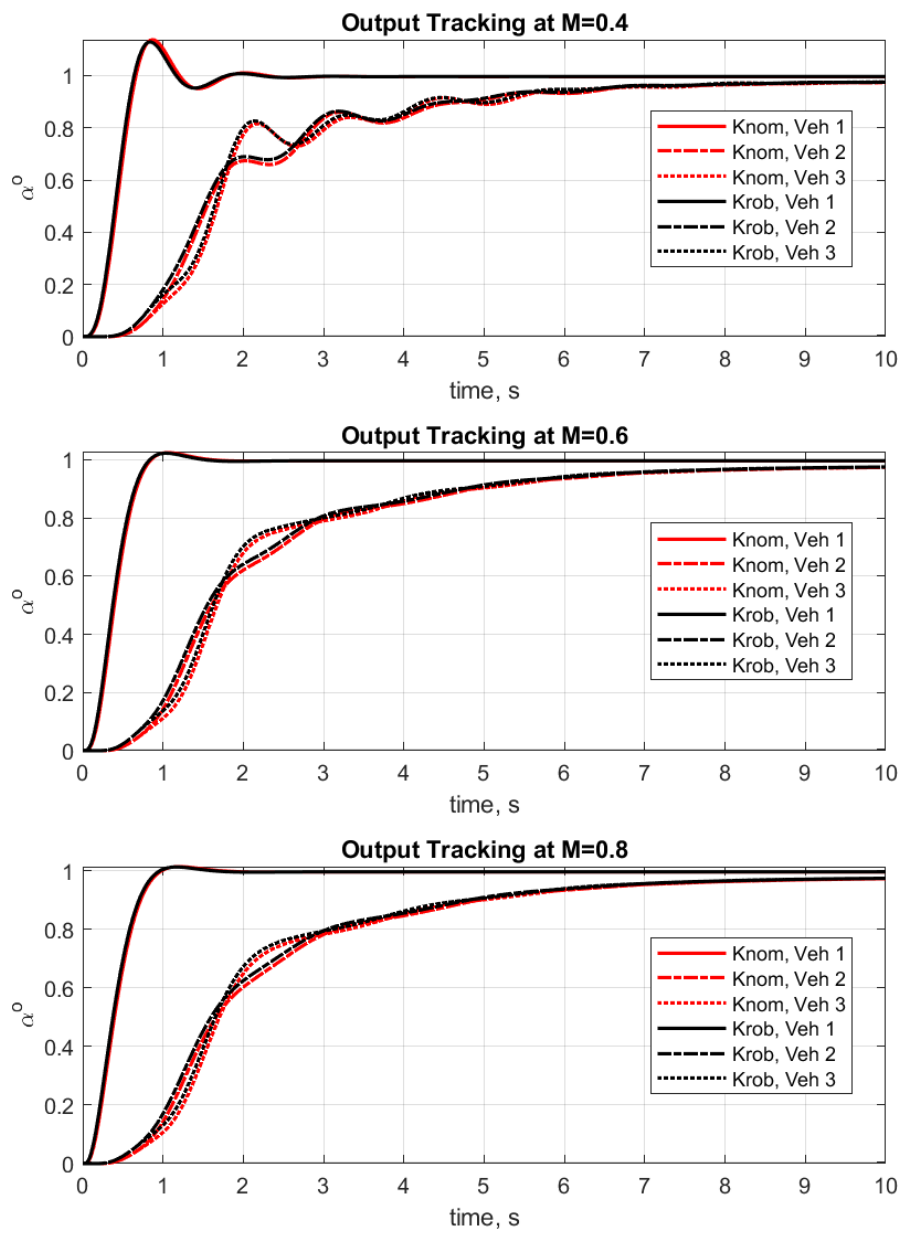 Output Tracking at M=0.4
1
0.8
0.6
0.4
0.2
0
α°
Knom, Veh 1
Knom, Veh 2
Knom, Veh 3
Krob, Veh 1
Krob, Veh 2
Krob, Veh 3
0 1 2 3 4 5 6 7 8 9 10
time, s
Output Tracking at M=0.6
1
0.8
0.6
0.4
0.2
0
α°
Knom, Veh 1
Knom, Veh 2
Knom, Veh 3
Krob, Veh 1
Krob, Veh 2
Krob, Veh 3
0 1 2 3 4 5 6 7 8 9 10
time, s
Output Tracking at M=0.8
1
0.8
0.6
0.4
0.2
0
α°
Knom, Veh 1
Knom, Veh 2
Knom, Veh 3
Krob, Veh 1
Krob, Veh 2
Krob, Veh 3
0 1 2 3 4 5 6 7 8 9 10
time, s